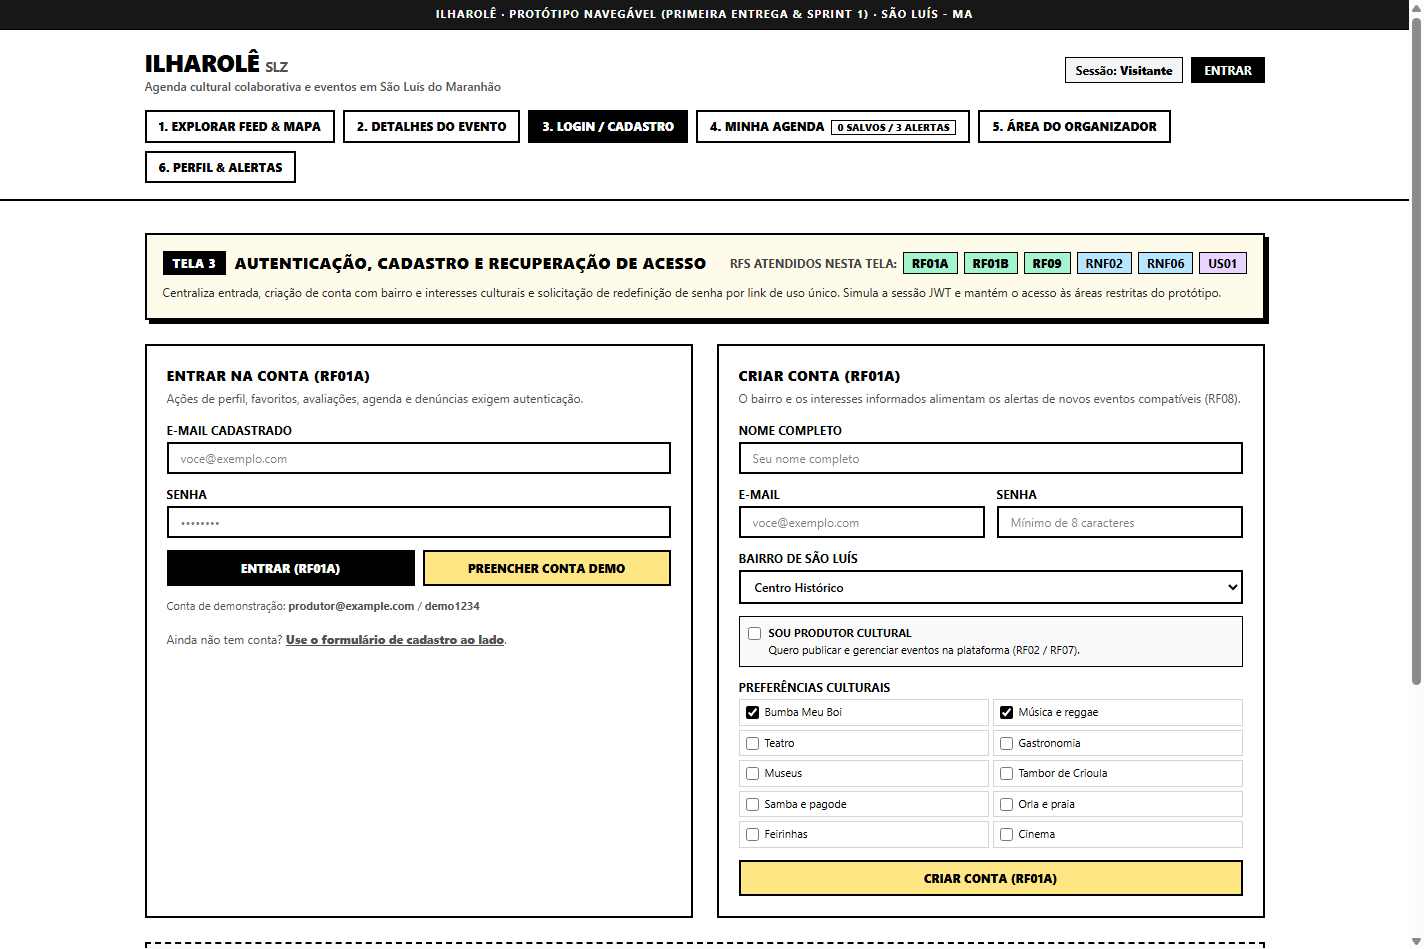 ILHAROLÊ · PROTÓTIPO NAVEGÁVEL (PRIMEIRA ENTREGA & SPRINT 1) · SÃO LUÍS - MA
ILHAROLÊ SLZ
Agenda cultural colaborativa e eventos em São Luís do Maranhão
Sessão: Visitante
ENTRAR
1. EXPLORAR FEED & MAPA
2. DETALHES DO EVENTO
3. LOGIN / CADASTRO
4. MINHA AGENDA 0 SALVOS / 3 ALERTAS
5. ÁREA DO ORGANIZADOR
6. PERFIL & ALERTAS
TELA 3 AUTENTICAÇÃO, CADASTRO E RECUPERAÇÃO DE ACESSO
RFS ATENDIDOS NESTA TELA: RF01A RF01B RF09 RNF02 RNF06 US01
Centraliza entrada, criação de conta com bairro e interesses culturais e solicitação de redefinição de senha por link de uso único. Simula a sessão JWT e mantém o acesso às áreas restritas do protótipo.
ENTRAR NA CONTA (RF01A)
Ações de perfil, favoritos, avaliações, agenda e denúncias exigem autenticação.
E-MAIL CADASTRADO
voce@exemplo.com
SENHA
••••••••
ENTRAR (RF01A)
PREENCHER CONTA DEMO
Conta de demonstração: produtor@example.com / demo1234
Ainda não tem conta? Use o formulário de cadastro ao lado.
CRIAR CONTA (RF01A)
O bairro e os interesses informados alimentam os alertas de novos eventos compatíveis (RF08).
NOME COMPLETO
Seu nome completo
E-MAIL
voce@exemplo.com
SENHA
Mínimo de 8 caracteres
BAIRRO DE SÃO LUÍS
Centro Histórico
SOU PRODUTOR CULTURAL
Quero publicar e gerenciar eventos na plataforma (RF02 / RF07).
PREFERÊNCIAS CULTURAIS
Bumba Meu Boi
Música e reggae
Teatro
Gastronomia
Museus
Tambor de Crioula
Samba e pagode
Orla e praia
Feirinhas
Cinema
CRIAR CONTA (RF01A)